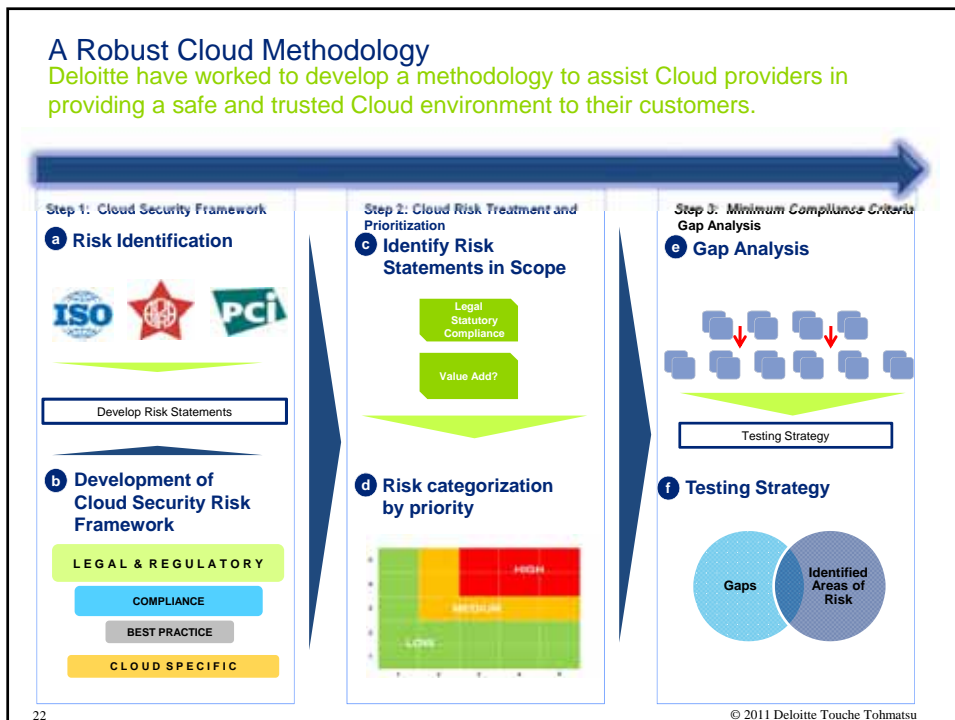 A Robust Cloud Methodology
Deloitte have worked to develop a methodology to assist Cloud providers in
providing a safe and trusted Cloud environment to their customers.
Step 1: Cloud Security Framework
a Risk Identification
ISO
PCi
Develop Risk Statements
b Development of
Cloud Security Risk
Framework
LEGAL & REGULATORY
COMPLIANCE
BEST PRACTICE
CLOUD SPECIFIC
Step 2: Cloud Risk Treatment and
Prioritization
c Identify Risk
Statements in Scope
Legal
Statutory
Compliance
Value Add?
d Risk categorization
by priority
HIGH
MEDIUM
LOW
Step 3: Minimum Compliance Criteria
Gap Analysis
e Gap Analysis
Testing Strategy
f Testing Strategy
Gaps
Identified
Areas of
Risk
22
© 2011 Deloitte Touche Tohmatsu